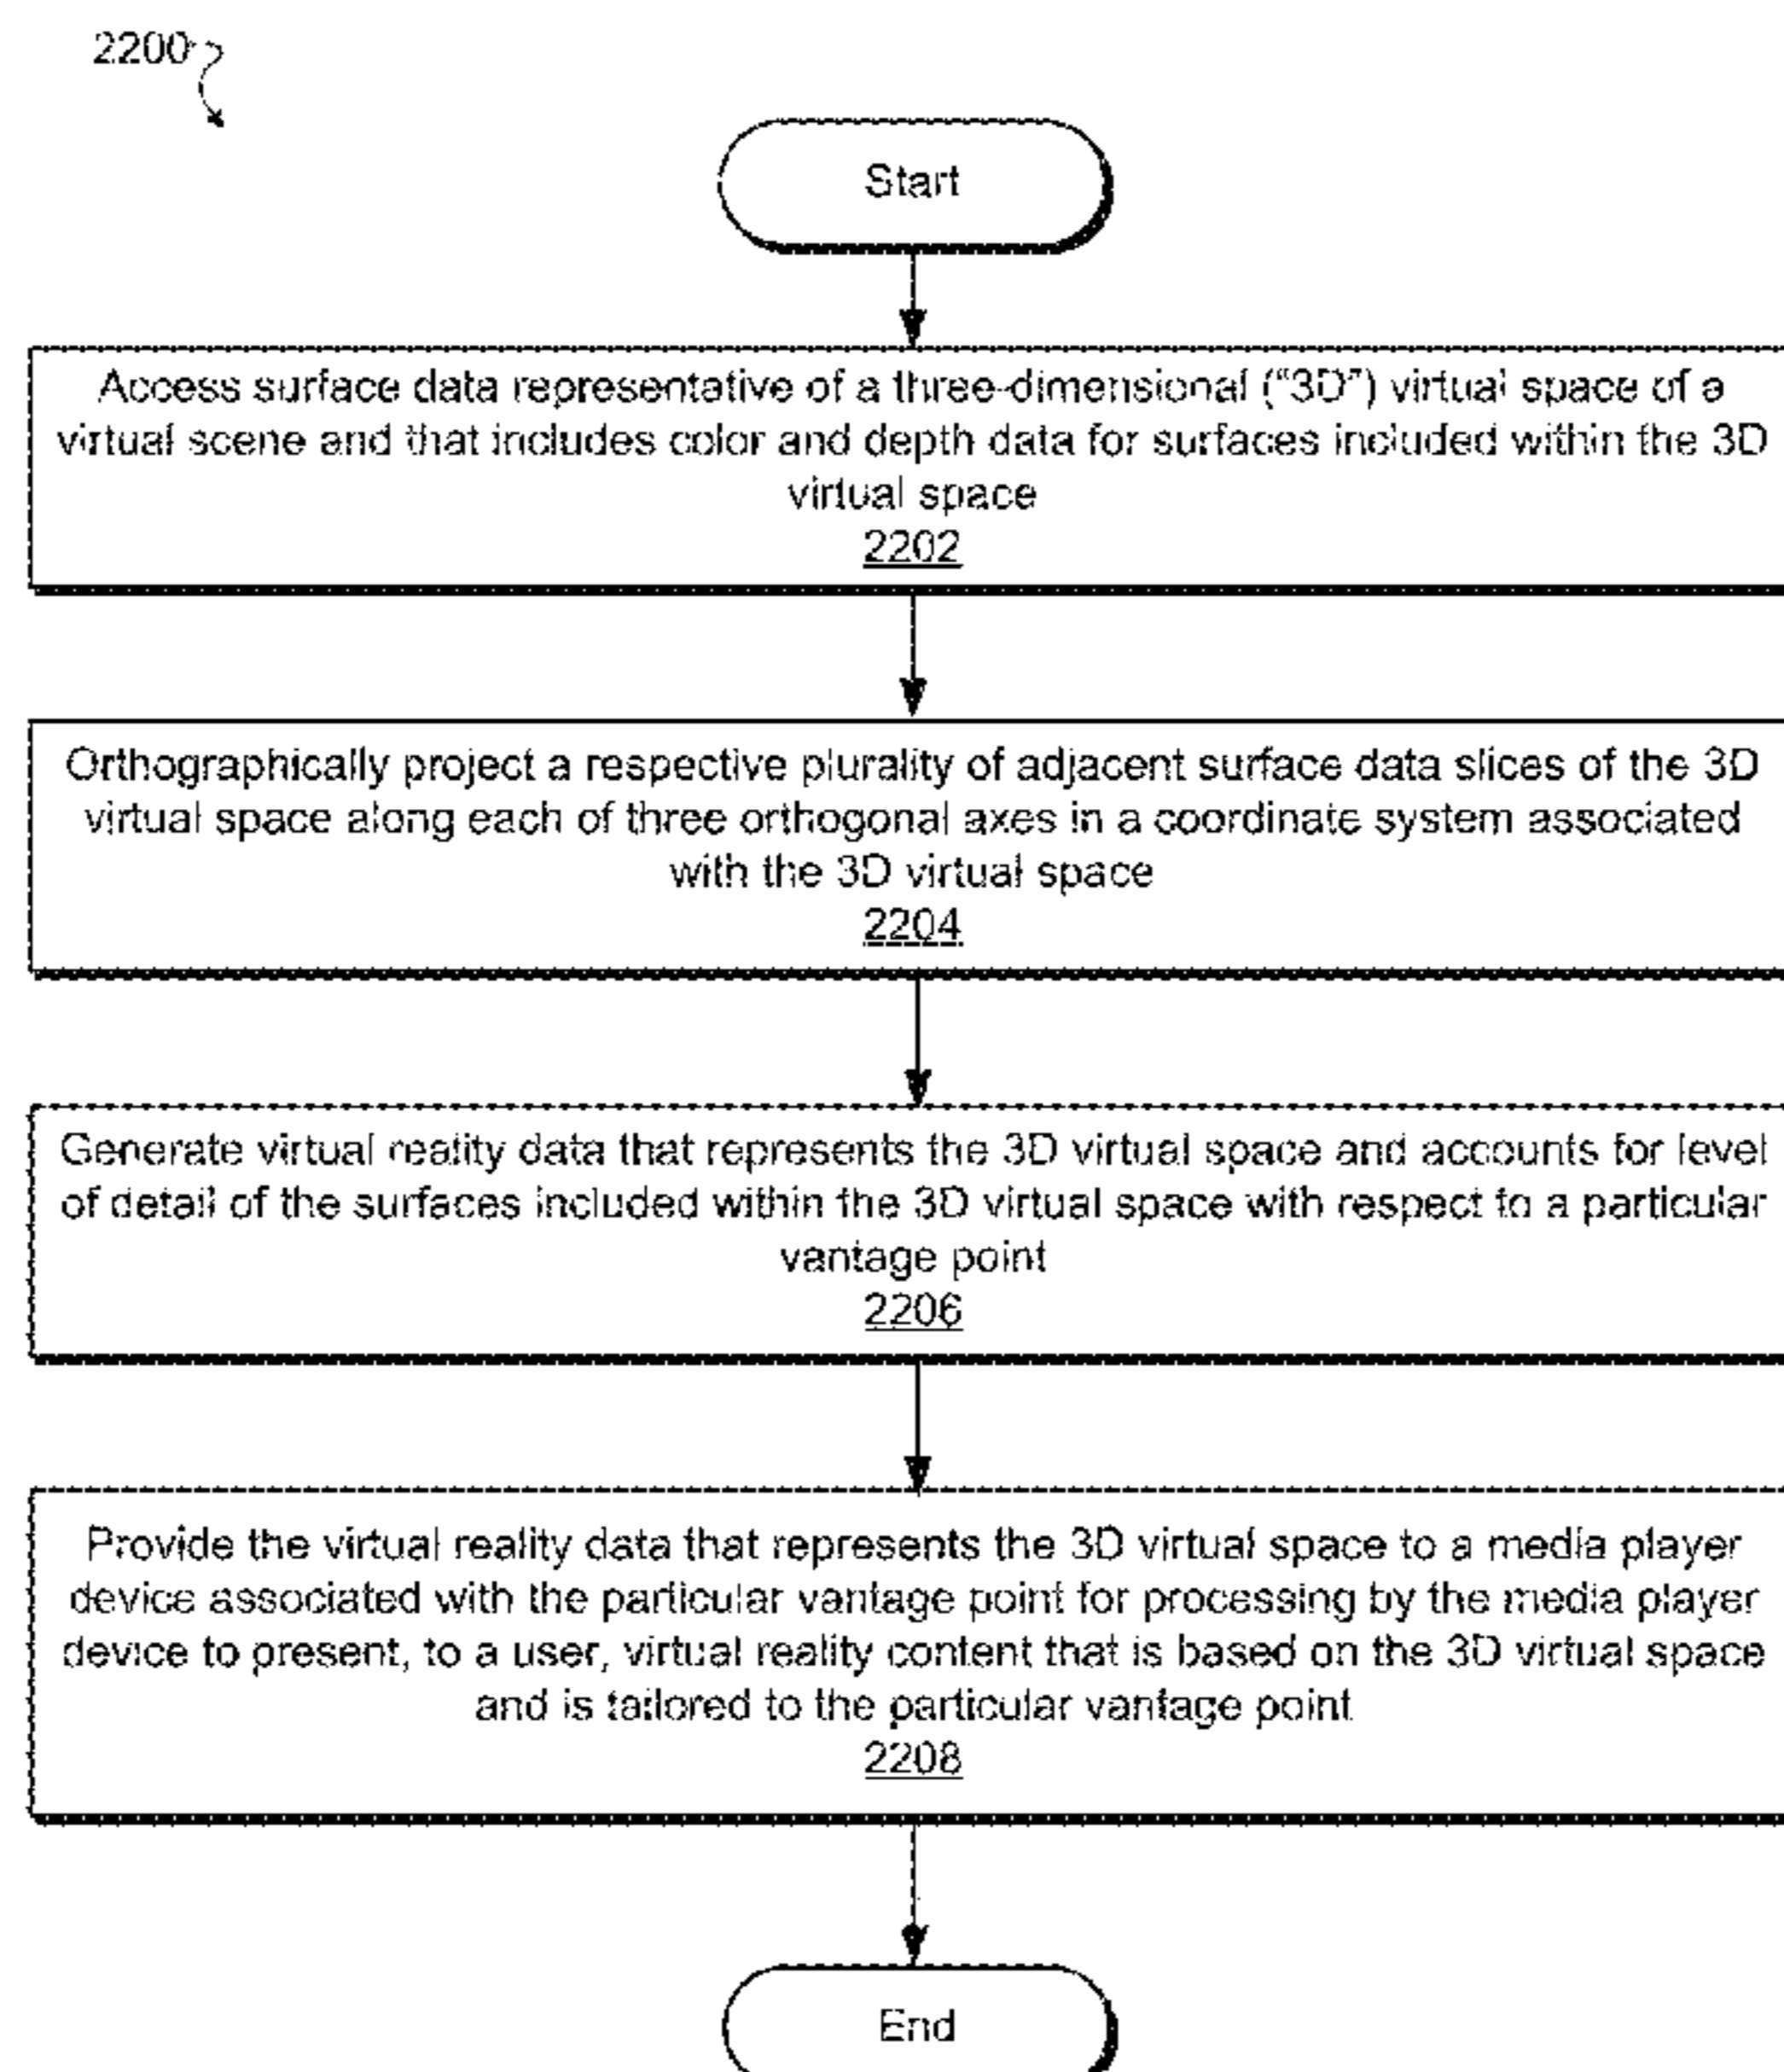 2200
Start
Access surface data representative of a three-dimensional (“3D”) virtual space of a
virtual scene and that includes color and depth data for surfaces included within the 3D
virtual space
2202
Orthographically project a respective plurality of adjacent surface data slices of the 3D
virtual space along each of three orthogonal axes in a coordinate system associated
with the 3D virtual space
2204
Generate virtual reality data that represents the 3D virtual space and accounts for level
of detail of the surfaces included within the 3D virtual space with respect to a particular
vantage point
2206
Provide the virtual reality data that represents the 3D virtual space to a media player
device associated with the particular vantage point for processing by the media player
device to present, to a user, virtual reality content that is based on the 3D virtual space
and is tailored to the particular vantage point
2208
End